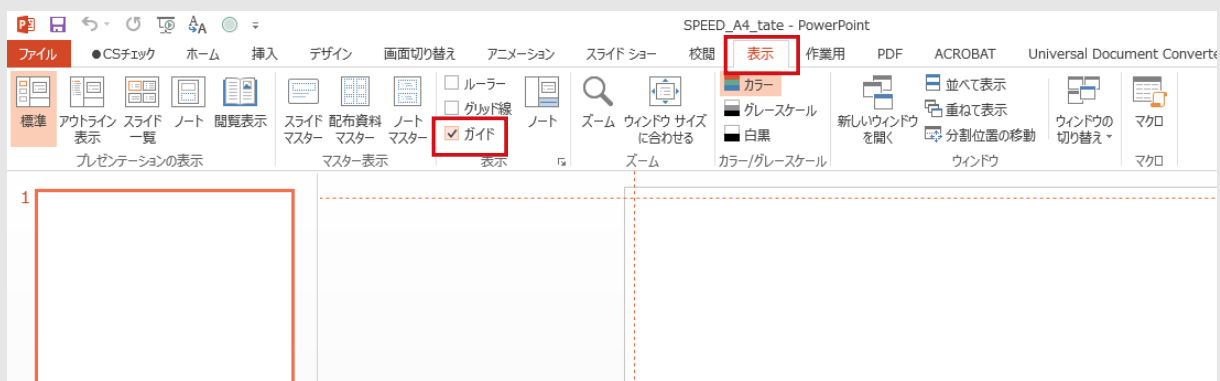 SPEED_A4_tate - PowerPoint
ファイル ●CSチェック ホーム 挿入 デザイン 画面切り替え アニメーション スライド ショー 校閲 表示 作業用 PDF ACROBAT Universal Document Converte
標準 アウトライン表示 スライド一覧 ノート 閲覧表示
プレゼンテーションの表示
スライド マスター 配布資料 マスター ノート マスター
マスター表示
ルーラー
グリッド線
ガイド
ノート
表示
ズーム ウィンドウ サイズに合わせる
ズーム
カラー
グレースケール
白黒
カラー/グレースケール
新しいウィンドウを開く
並べて表示
重ねて表示
分割位置の移動
ウィンドウの切り替え
ウィンドウ
マクロ
マクロ
1